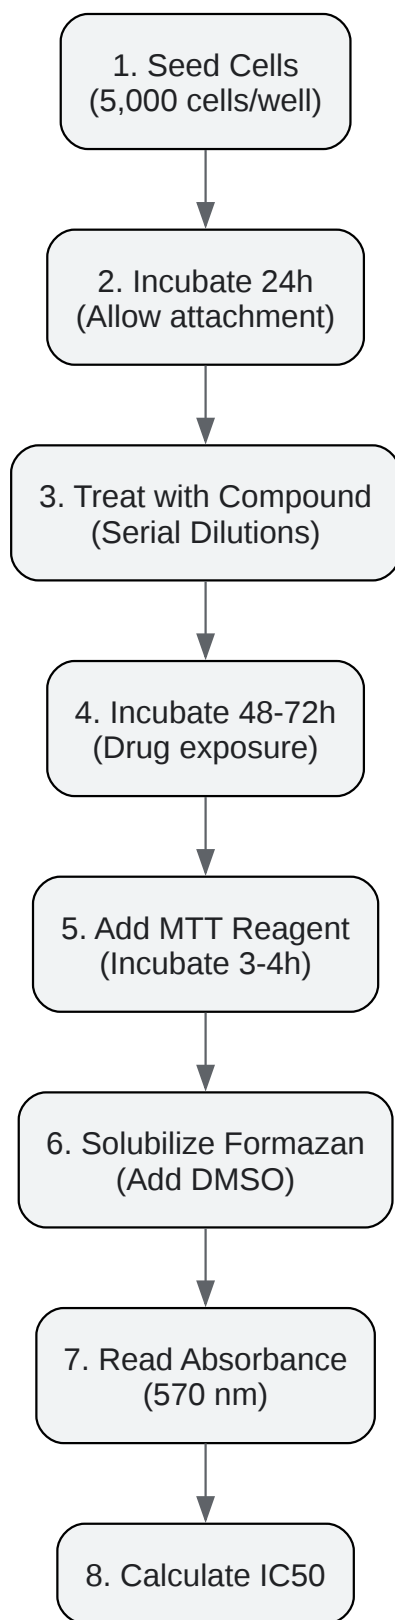 1. Seed Cells
(5,000 cells/well)
2. Incubate 24h
(Allow attachment)
3. Treat with Compound
(Serial Dilutions)
4. Incubate 48-72h
(Drug exposure)
5. Add MTT Reagent
(Incubate 3-4h)
6. Solubilize Formazan
(Add DMSO)
7. Read Absorbance
(570 nm)
8. Calculate IC50